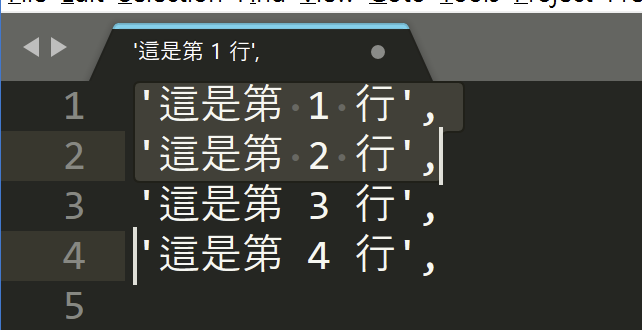 File Edit Selection Find View Goto Tools Project
'這是第 1 行',
1 '這是第 1 行',
2 '這是第 2 行',
3 '這是第 3 行',
4 '這是第 4 行',
5